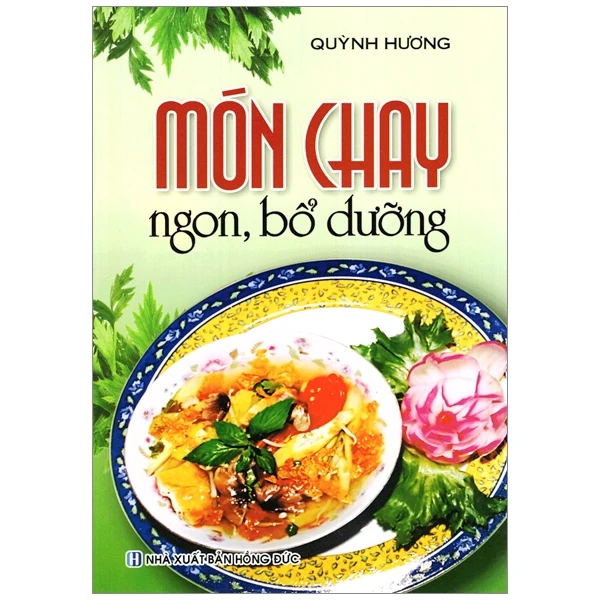 QUỲNH HƯƠNG
MÓN CHAY
ngon, bổ dưỡng
NHÀ XUẤT BẢN HỒNG ĐỨC